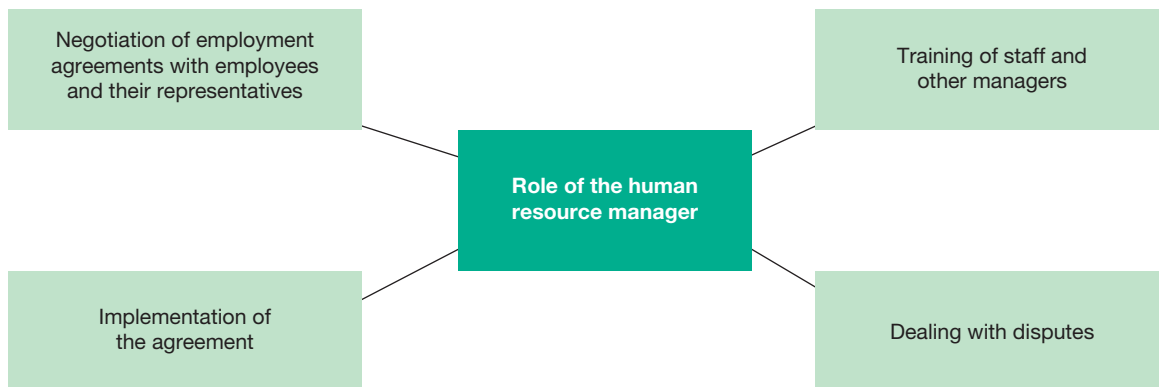 Negotiation of employment
agreements with employees
and their representatives
Training of staff and
other managers
Role of the human
resource manager
Implementation of
the agreement
Dealing with disputes